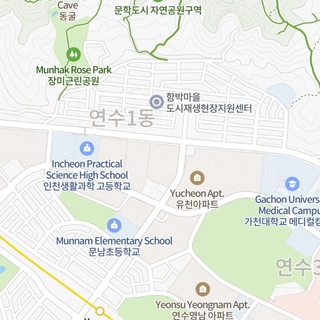 Cave
동굴
문학도시 자연공원구역
Munhak Rose Park
장미근린공원
함박마을
도시재생현장지원센터
연수1동
Incheon Practical
Science High School
인천생활과학 고등학교
Yucheon Apt.
유천아파트
Gachon University
Medical Campu
가천대학교 메디컬캠
Munnam Elementary School
문남초등학교
연수3
Yeonsu Yeongnam Apt.
연수영남 아파트